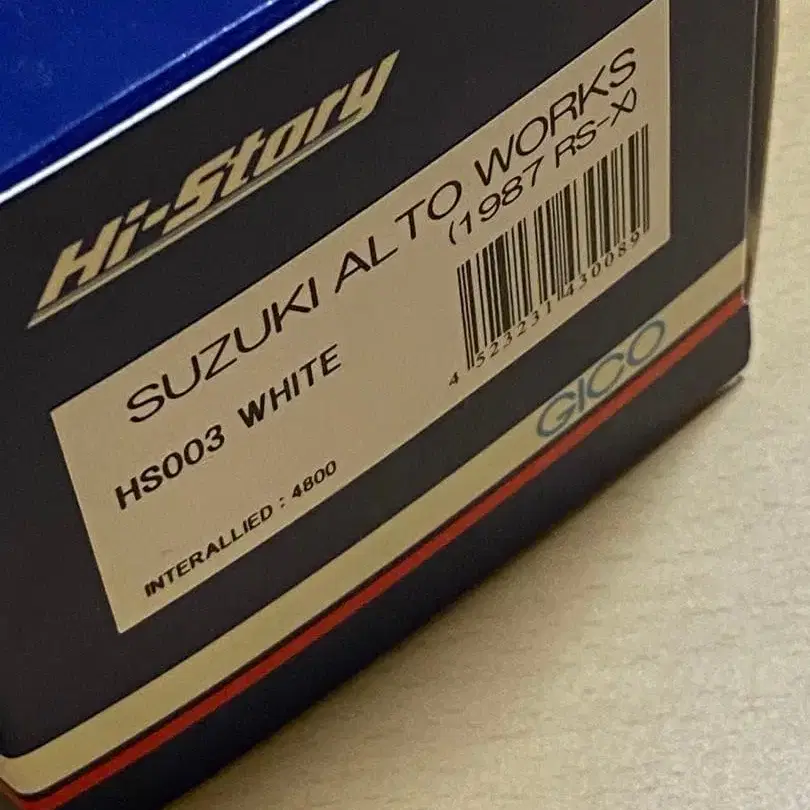 Hi-Story
SUZUKI ALTO WORKS
(1987 RS-X)
HS003 WHITE
4 523231 430089
INTERALLIED : 4800
GICO